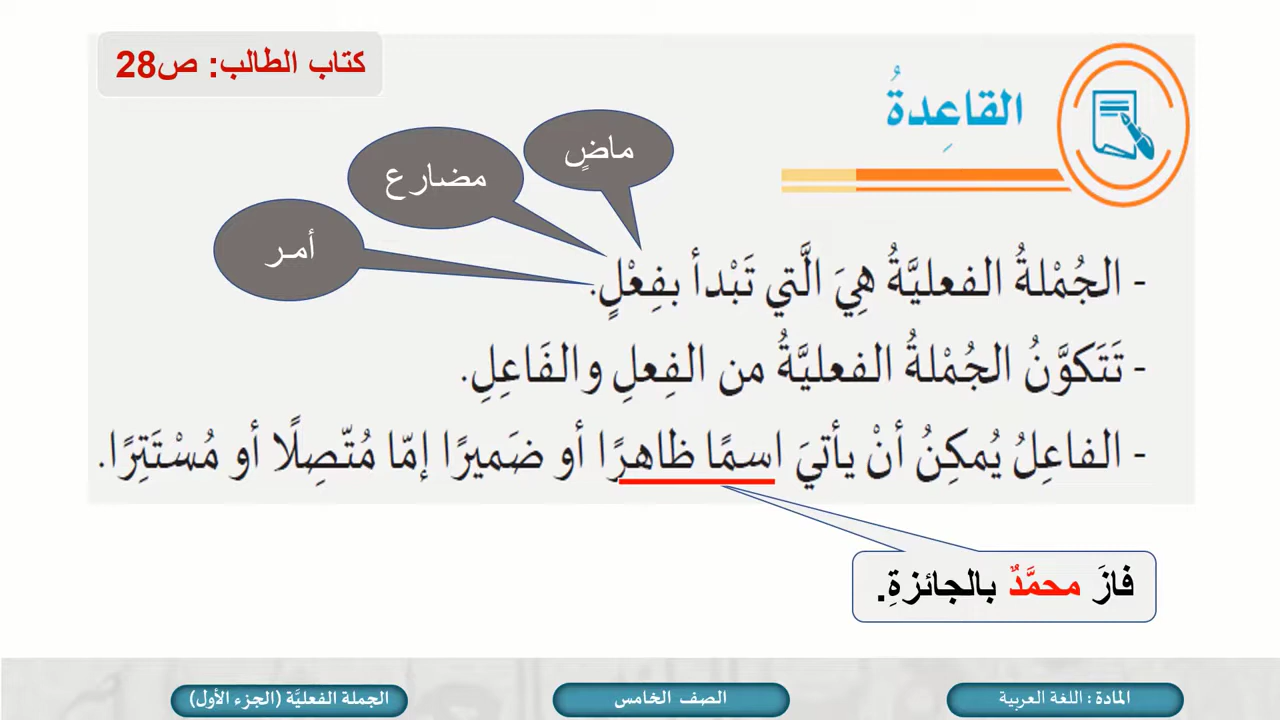 كتاب الطالب: ص28
القاعِدةُ
ماضٍ
مضارع
أمر
- الجُمْلةُ الفعليَّةُ هِيَ الَّتي تَبْدأ بفِعْلٍ.
- تَتَكوَّنُ الجُمْلةُ الفعليَّةُ من الفِعلِ والفَاعِلِ.
- الفاعِلُ يُمكِنُ أنْ يأتيَ اسمًا ظاهرًا أو ضَميرًا إمّا مُتّصِلًا أو مُسْتَتِرًا.
فازَ محمَّدٌ بالجائزةِ.
المادة : اللغة العربية
الصف الخامس
الجملة الفعليَّة (الجزء الأول)